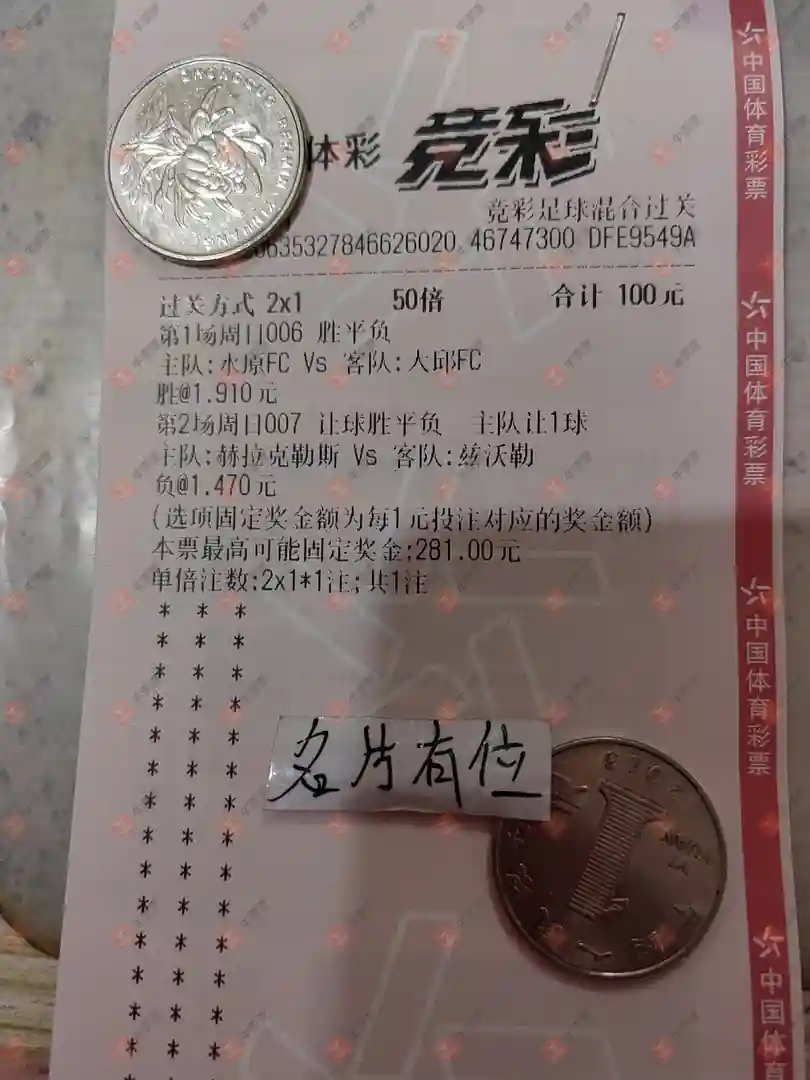 体彩 竞彩
竞彩足球混合过关
635327846626020 46747300 DFE9549A
过关方式 2x1 50倍 合计 100元
第1场周日006 胜平负
主队:水原FC Vs 客队:大邱FC
胜@1.910元
第2场周日007 让球胜平负 主队让1球
主队:赫拉克勒斯 Vs 客队:兹沃勒
负@1.470元
(选项固定奖金额为每1元投注对应的奖金额)
本票最高可能固定奖金:281.00元
单倍注数:2x1*1注;共1注
* * *
* * *
* * *
* * *
* * *
* * *
* * *
* * *
* * *
* * *
* * *
* * *
* * *
* * *
名片有位
中国体育彩票
中国体育彩票
中国体育彩票
中国体育